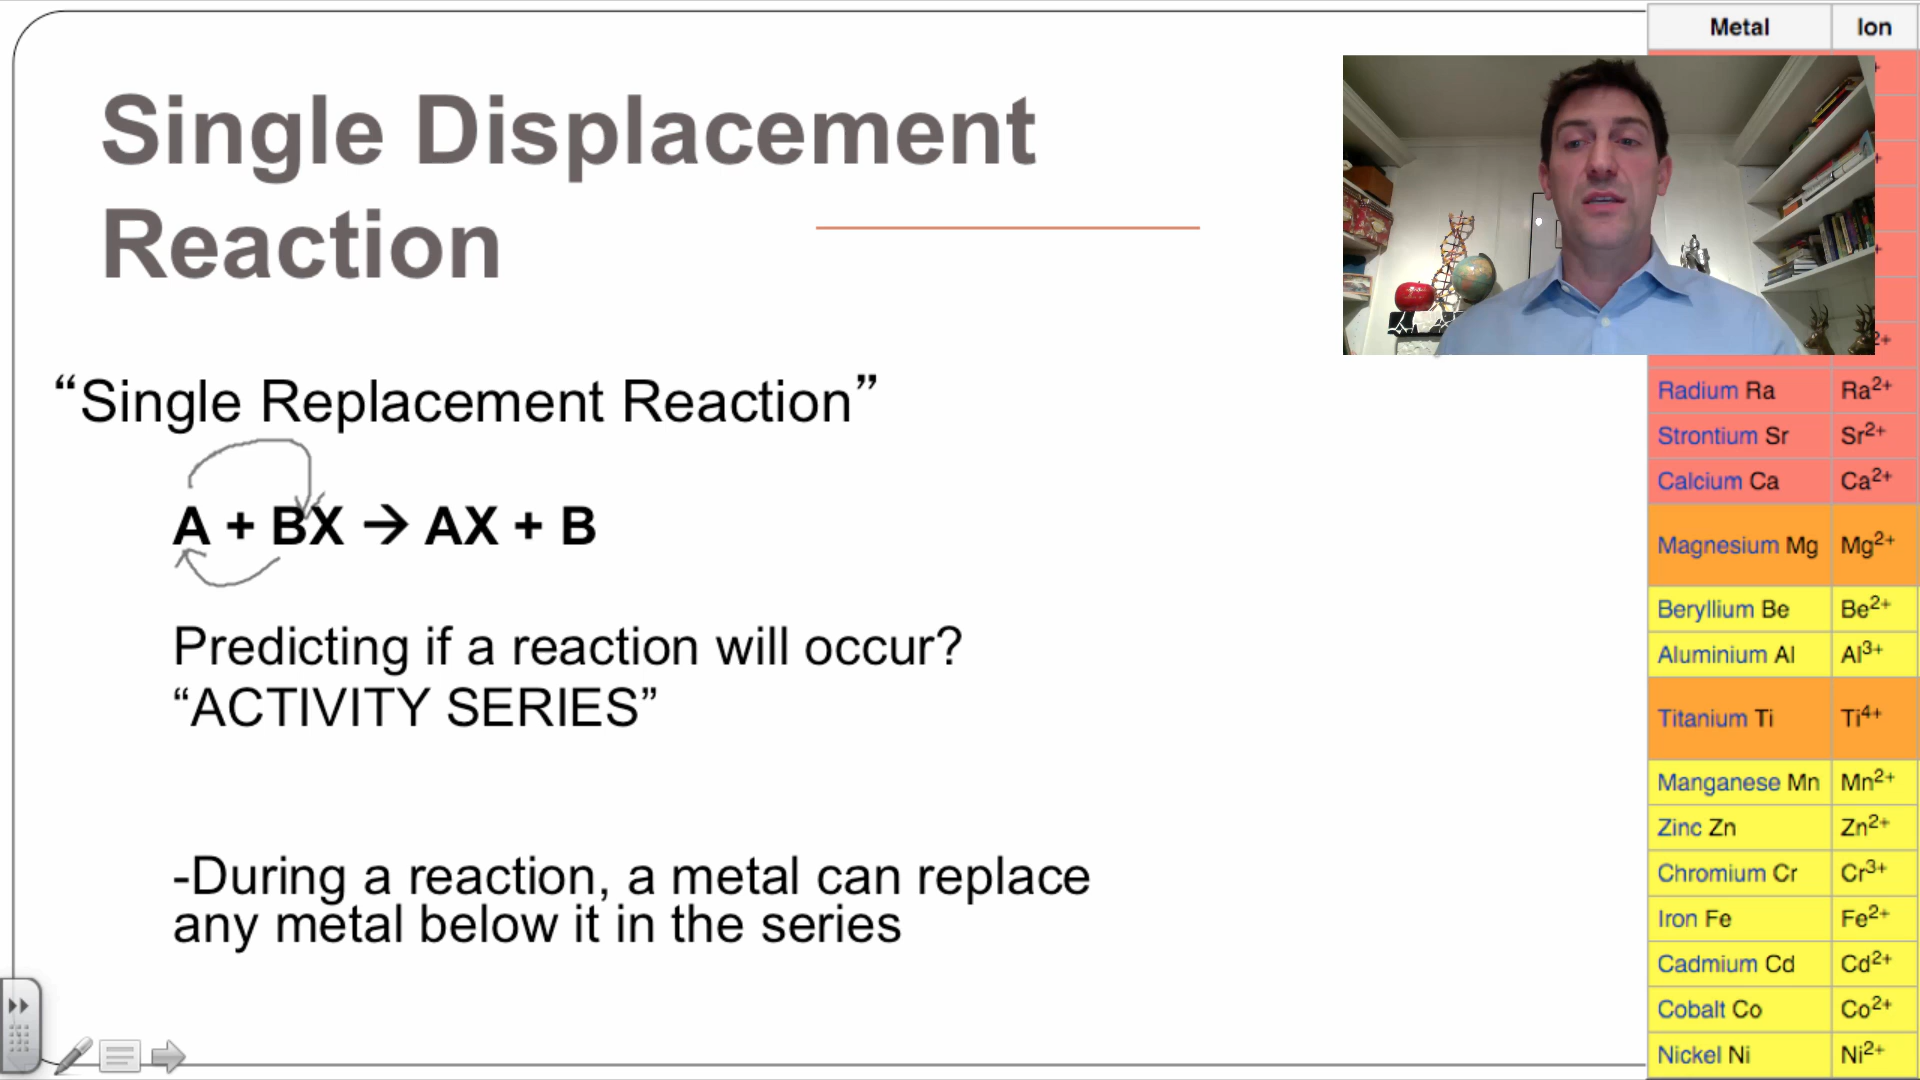 Single Displacement
Reaction
“Single Replacement Reaction”
A + BX → AX + B
Predicting if a reaction will occur?
“ACTIVITY SERIES”
-During a reaction, a metal can replace
any metal below it in the series
Metal Ion
Radium Ra Ra2+
Strontium Sr Sr2+
Calcium Ca Ca2+
Magnesium Mg Mg2+
Beryllium Be Be2+
Aluminium Al Al3+
Titanium Ti Ti4+
Manganese Mn Mn2+
Zinc Zn Zn2+
Chromium Cr Cr3+
Iron Fe Fe2+
Cadmium Cd Cd2+
Cobalt Co Co2+
Nickel Ni Ni2+